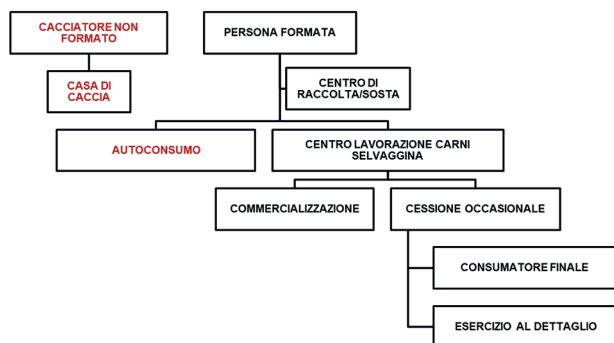 CACCIATORE NON
FORMATO
PERSONA FORMATA
CASA DI
CACCIA
CENTRO DI
RACCOLTA/SOSTA
AUTOCONSUMO
CENTRO LAVORAZIONE CARNI
SELVAGGINA
COMMERCIALIZZAZIONE
CESSIONE OCCASIONALE
CONSUMATORE FINALE
ESERCIZIO AL DETTAGLIO